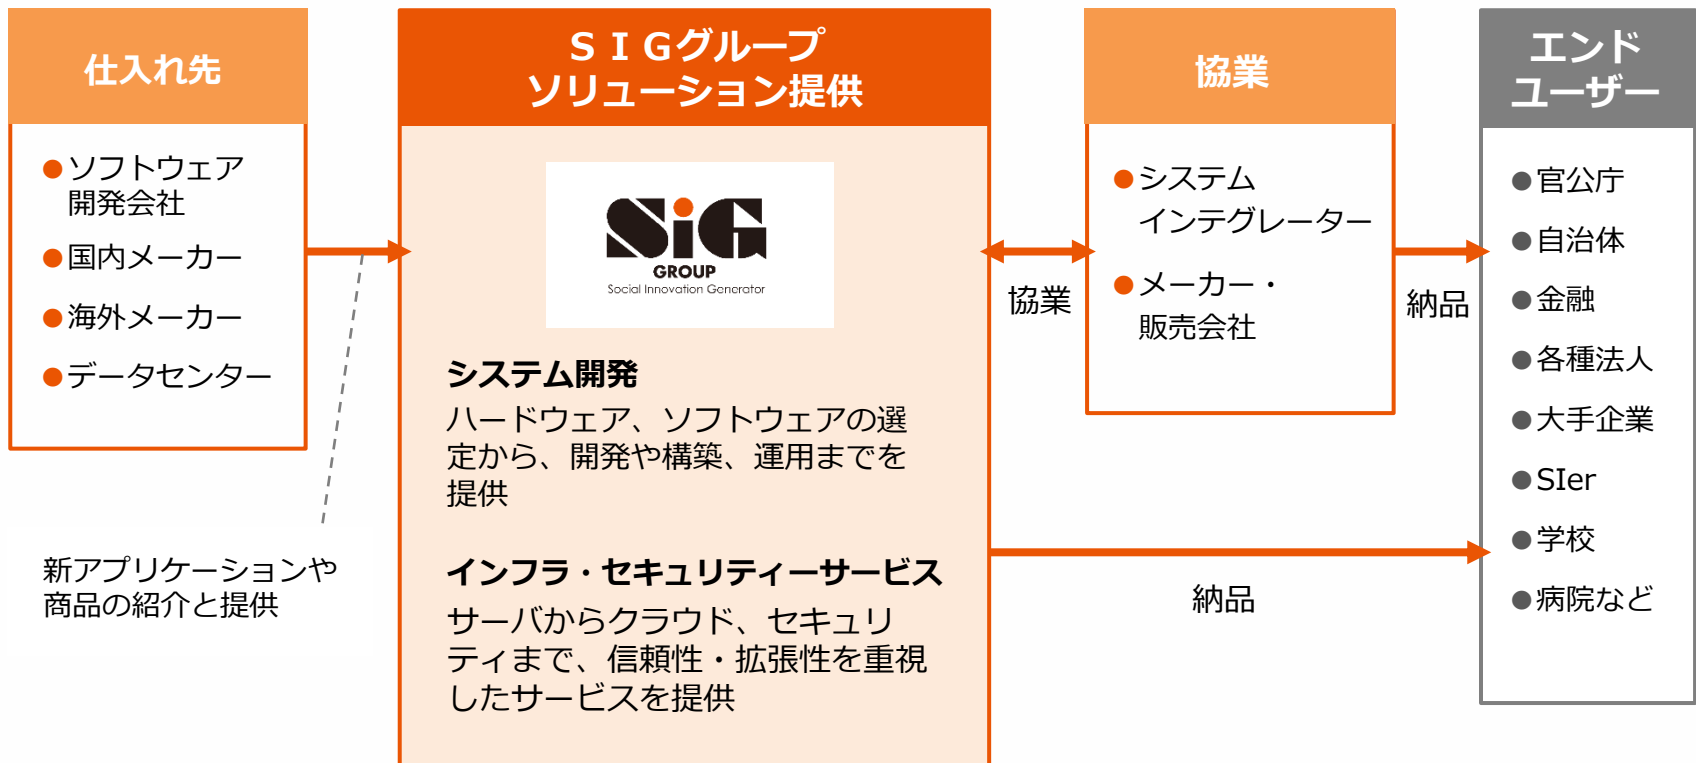 仕入れ先
●ソフトウェア
開発会社
●国内メーカー
●海外メーカー
●データセンター
新アプリケーションや
商品の紹介と提供
ＳＩＧグループ
ソリューション提供
SiG
GROUP
Social Innovation Generator
システム開発
ハードウェア、ソフトウェアの選
定から、開発や構築、運用までを
提供
インフラ・セキュリティーサービス
サーバからクラウド、セキュリ
ティまで、信頼性・拡張性を重視
したサービスを提供
協業
協業
●システム
インテグレーター
●メーカー・
販売会社
納品
納品
エンド
ユーザー
●官公庁
●自治体
●金融
●各種法人
●大手企業
●SIer
●学校
●病院など